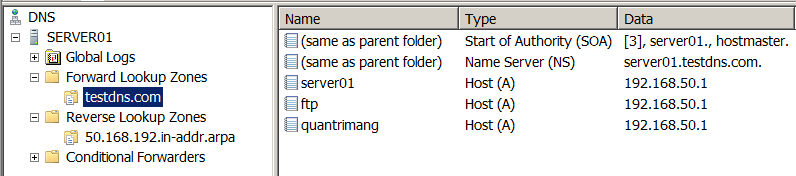 DNS
SERVER01
Global Logs
Forward Lookup Zones
testdns.com
Reverse Lookup Zones
50.168.192.in-addr.arpa
Conditional Forwarders
Name Type Data
(same as parent folder) Start of Authority (SOA) [3], server01., hostmaster.
(same as parent folder) Name Server (NS) server01.testdns.com.
server01 Host (A) 192.168.50.1
ftp Host (A) 192.168.50.1
quantrimang Host (A) 192.168.50.1